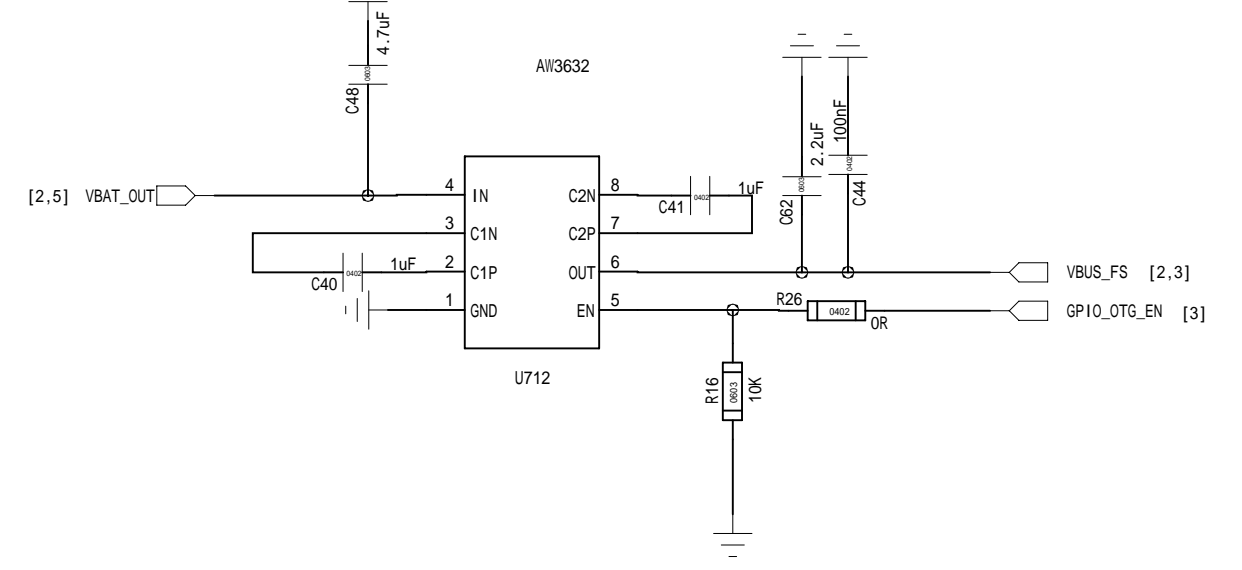 4.7uF
0603
C48
AW3632
2.2uF
100nF
0603
0402
C62
C44
[2,5] VBAT_OUT
4 IN
C2N 8
C41
0402
1uF
3 C1N
C2P 7
C40
0402
1uF
2 C1P
OUT 6
VBUS_FS [2,3]
1 GND
EN 5
R26
0402
0R
GPIO_OTG_EN [3]
U712
R16
0603
10K